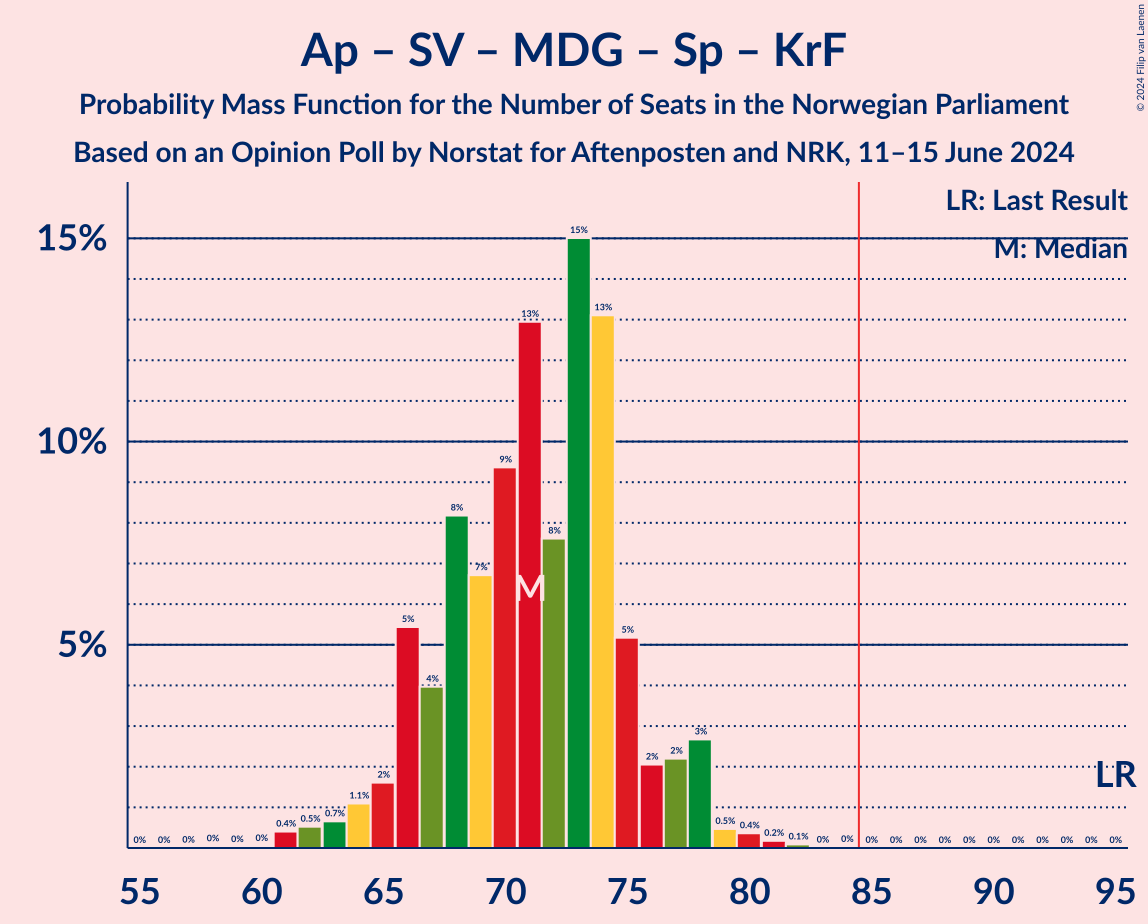 Ap – SV – MDG – Sp – KrF
Probability Mass Function for the Number of Seats in the Norwegian Parliament
Based on an Opinion Poll by Norstat for Aftenposten and NRK, 11–15 June 2024
© 2024 Filip van Laenen
LR: Last Result
M: Median
15%
10%
5%
0% 0% 0% 0% 0% 0% 0.4% 0.5% 0.7% 1.1% 2% 5% 4% 8% 7% 9% 13% 8% 15% 13% 5% 2% 2% 3% 0.5% 0.4% 0.2% 0.1% 0% 0% 0% 0% 0% 0% 0% 0% 0% 0% 0% 0% 0%
M
LR
55 60 65 70 75 80 85 90 95